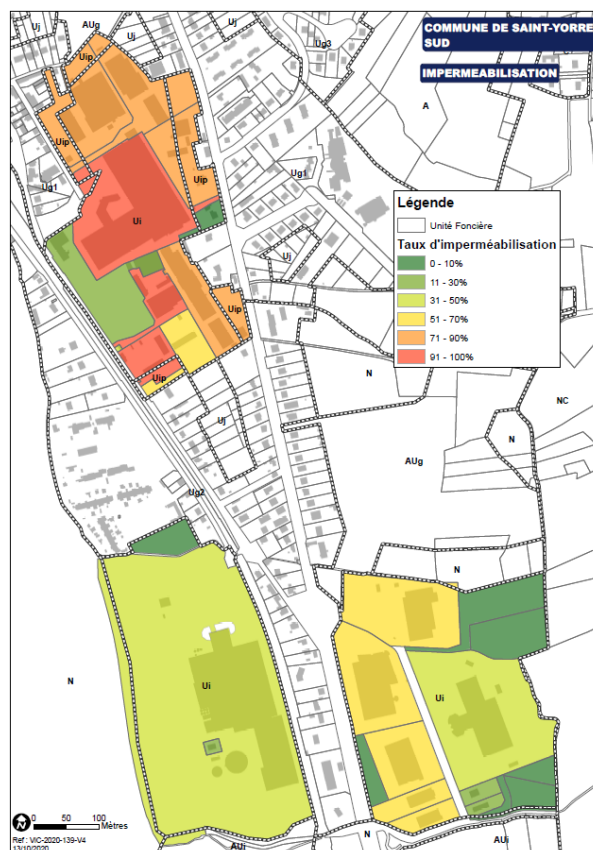 COMMUNE DE SAINT-YORRE
SUD
IMPERMEABILISATION
Uj
AUg
Uj
Uj
Ug3
Uip
A
Uip
Ug1
Uip
Ug1
Ui
Uj
Uip
Uip
Uj
N
NC
N
AUg
Ug2
N
N
Ui
Ui
N
AUi
AUi
Légende
Unité Foncière
Taux d'imperméabilisation
0 - 10%
11 - 30%
31 - 50%
51 - 70%
71 - 90%
91 - 100%
N
0 50 100
Mètres
Ref : VIC-2020-139-V4
13/10/2020